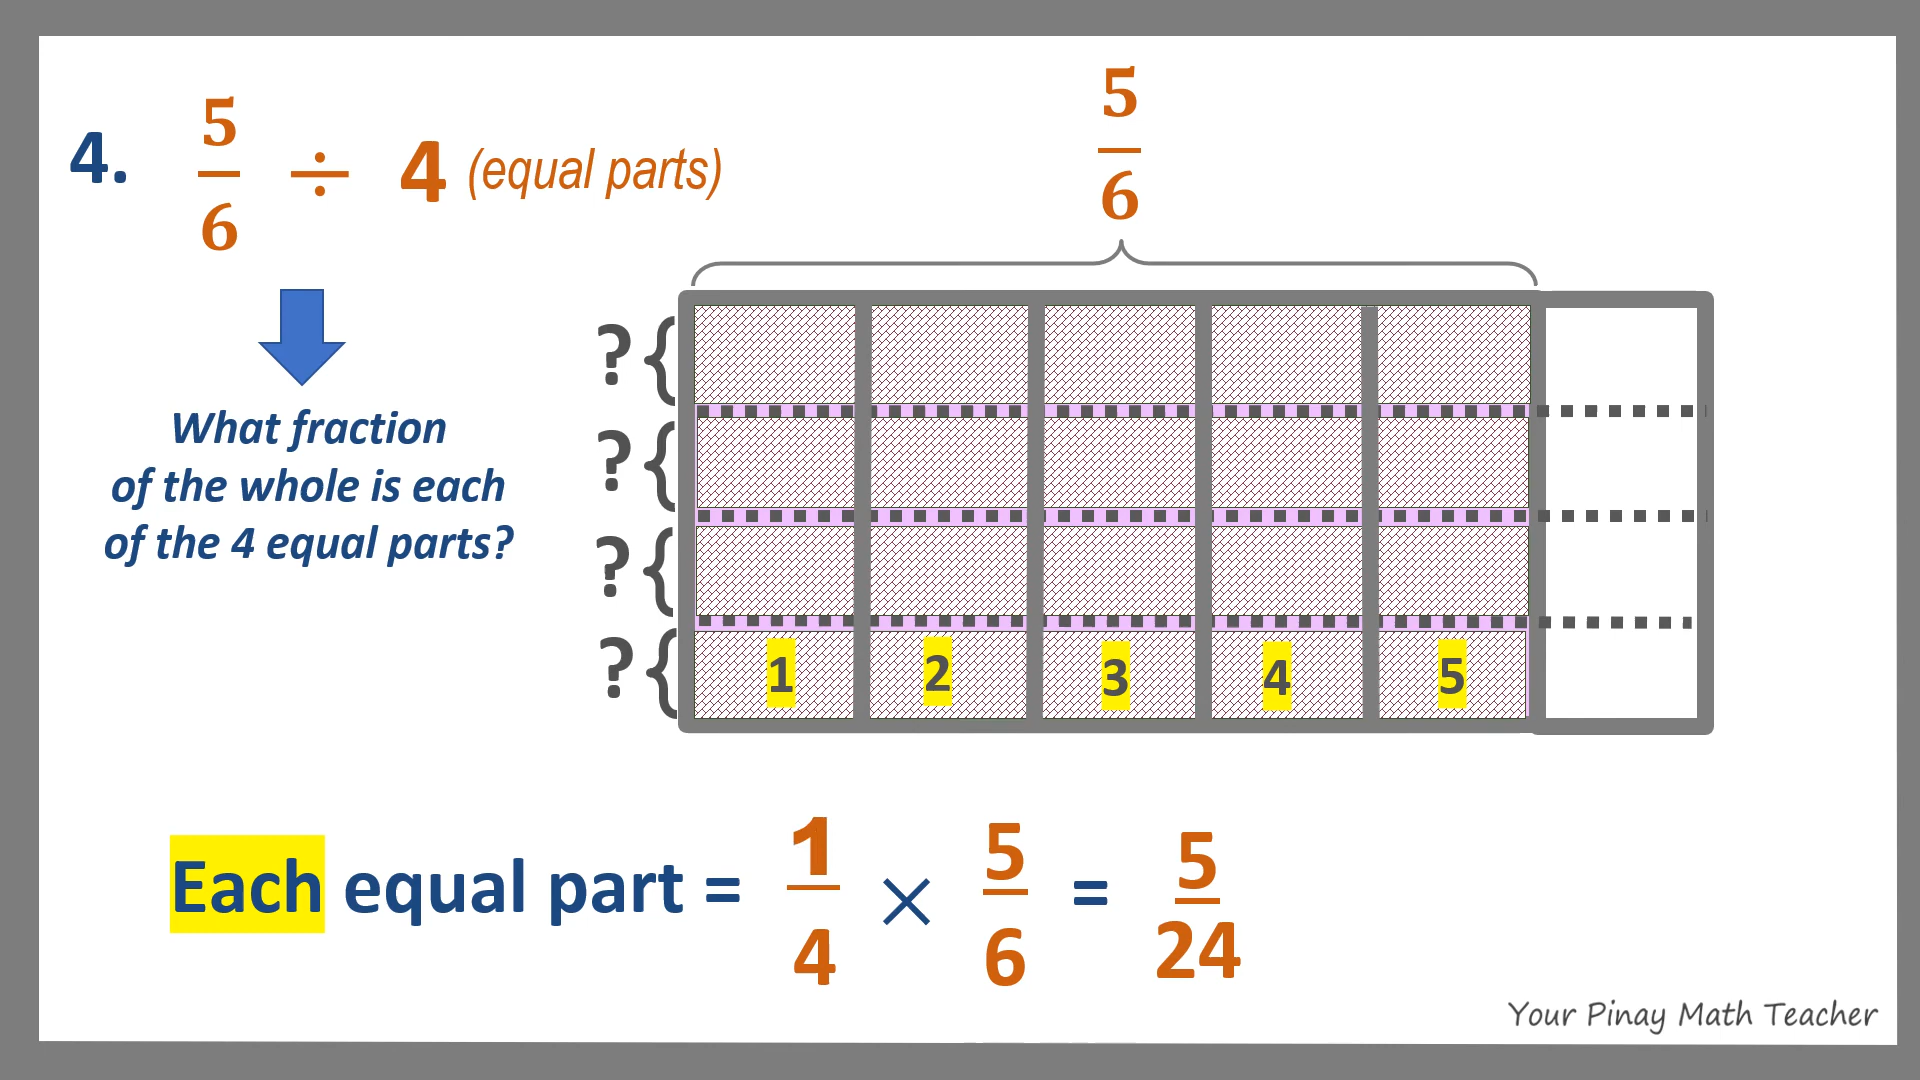 4. 5/6 ÷ 4 (equal parts)
5/6
What fraction
of the whole is each
of the 4 equal parts?
? {
? {
? {
? {
1 2 3 4 5
Each equal part = 1/4 × 5/6 = 5/24
Your Pinay Math Teacher